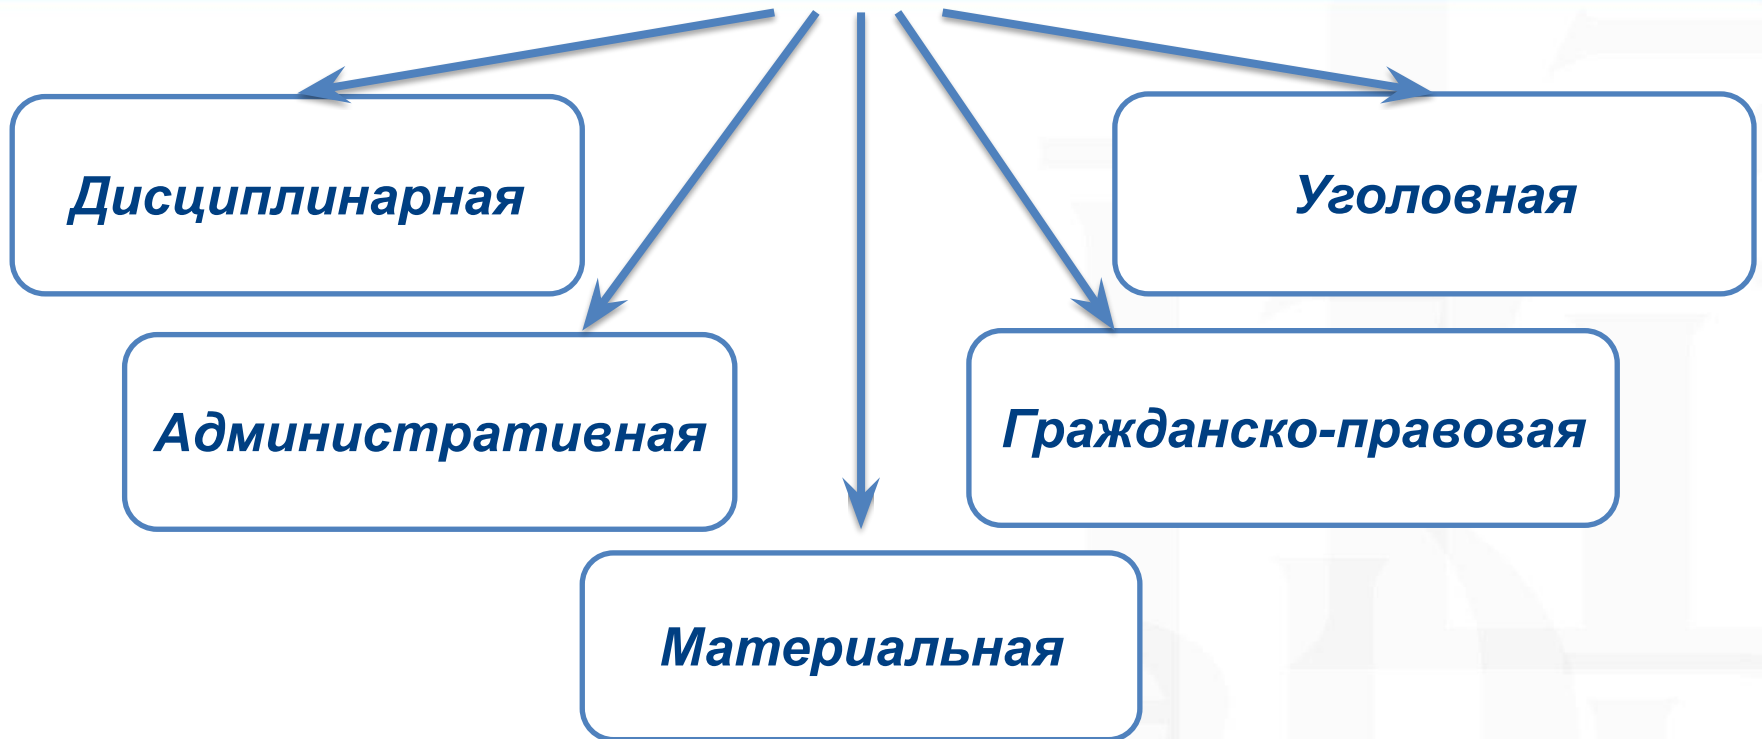 Дисциплинарная
Уголовная
Административная
Гражданско-правовая
Материальная